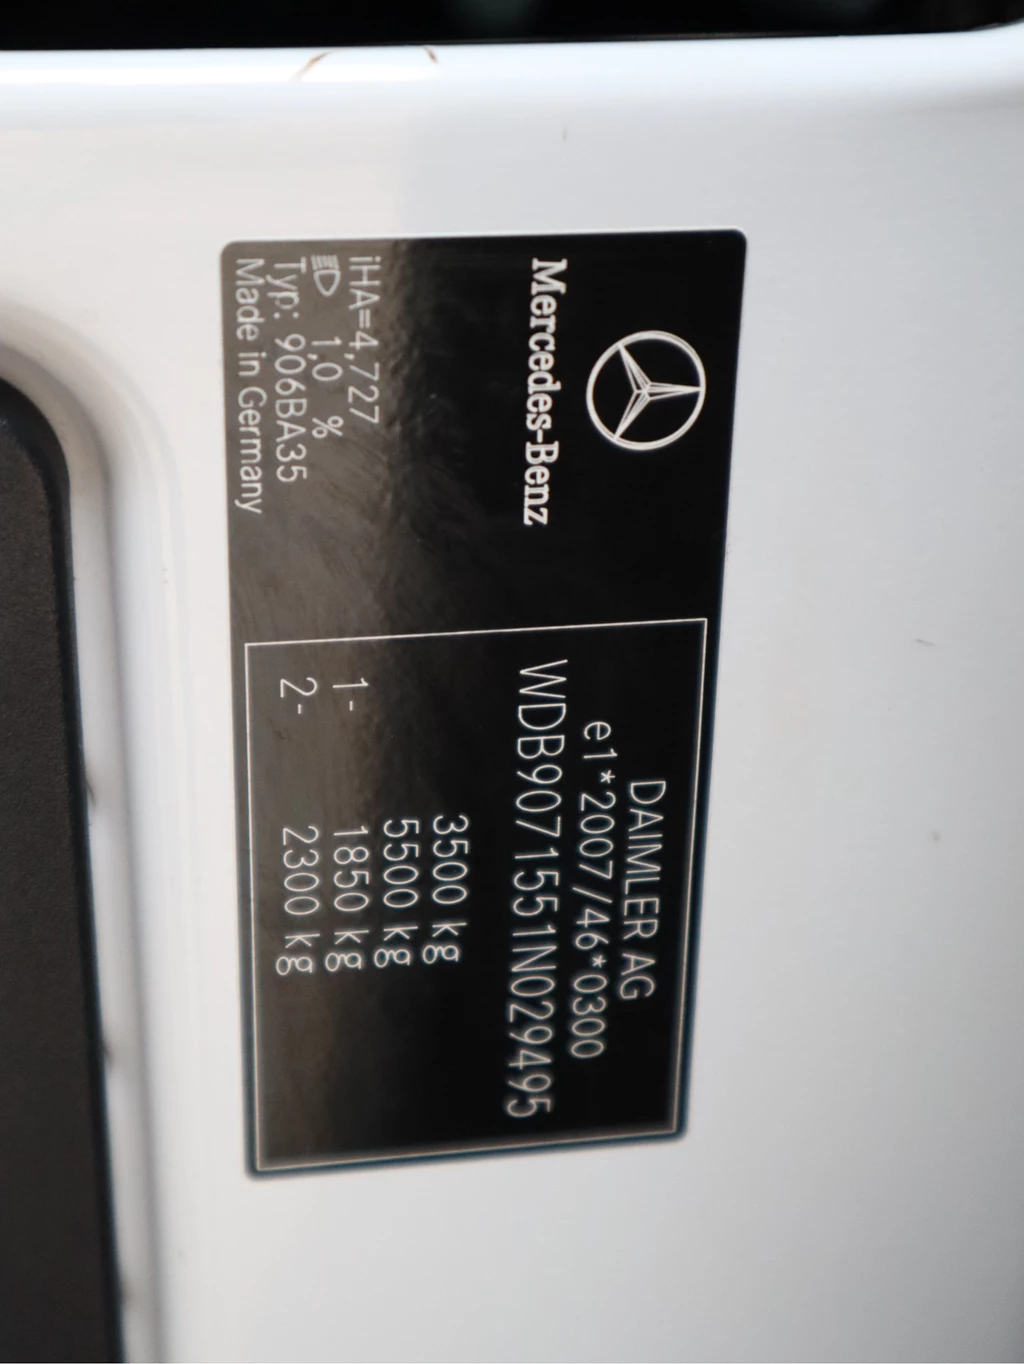 Mercedes-Benz
iHA=4,727
1,0 %
Typ: 906BA35
Made in Germany
DAIMLER AG
e1*2007/46*0300
WDB9071551N029495
3500 kg
5500 kg
1- 1850 kg
2- 2300 kg